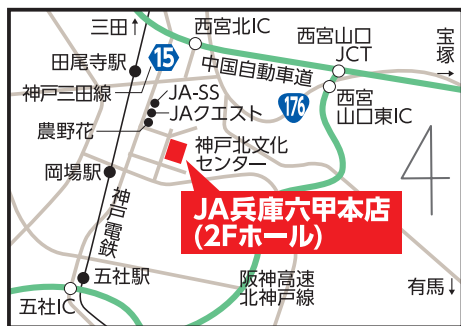 三田↑
西宮北IC
西宮山口
JCT
宝塚→
田尾寺駅
15
中国自動車道
神戸三田線
JA-SS
JAクエスト
農野花
176
西宮
山口東IC
神戸北文化
センター
4
岡場駅
JA兵庫六甲本店
(2Fホール)
神戸電鉄
五社駅
阪神高速
北神戸線
有馬↓
五社IC